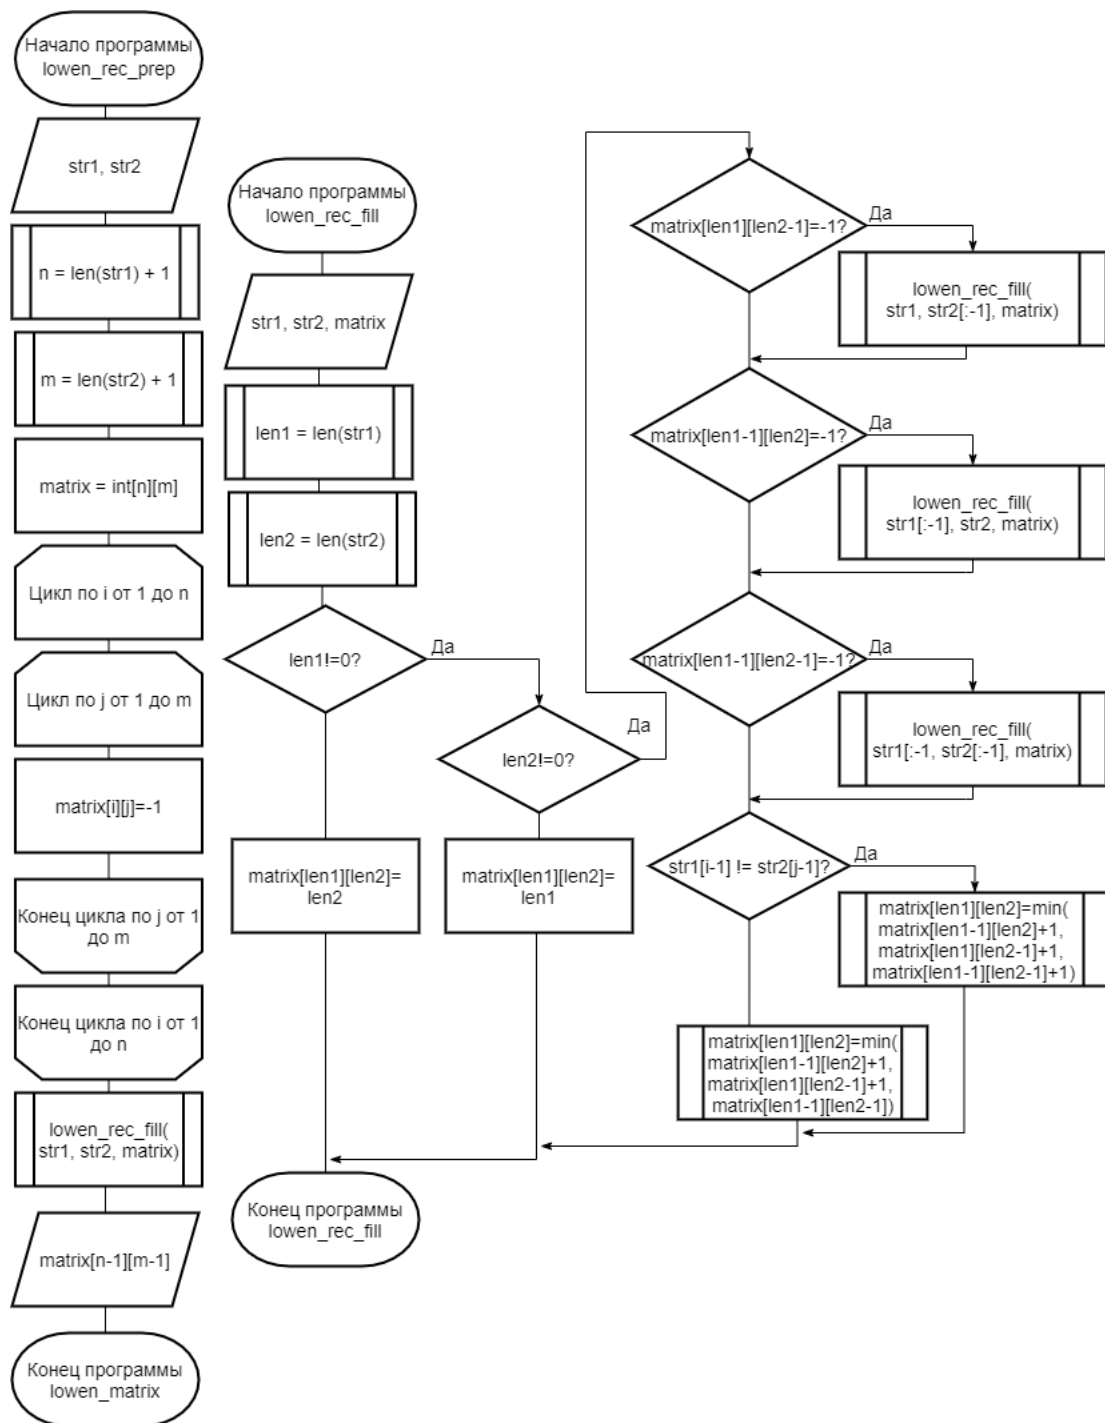 Начало программы
lowen_rec_prep
str1, str2
n = len(str1) + 1
m = len(str2) + 1
matrix = int[n][m]
Цикл по i от 1 до n
Цикл по j от 1 до m
matrix[i][j]=-1
Конец цикла по j от 1
до m
Конец цикла по i от 1
до n
lowen_rec_fill(
str1, str2, matrix)
matrix[n-1][m-1]
Конец программы
lowen_matrix
Начало программы
lowen_rec_fill
str1, str2, matrix
len1 = len(str1)
len2 = len(str2)
len1!=0?
Да
len2!=0?
Да
matrix[len1][len2]=
len2
matrix[len1][len2]=
len1
Конец программы
lowen_rec_fill
matrix[len1][len2-1]=-1?
Да
lowen_rec_fill(
str1, str2[:-1], matrix)
matrix[len1-1][len2]=-1?
Да
lowen_rec_fill(
str1[:-1], str2, matrix)
matrix[len1-1][len2-1]=-1?
Да
lowen_rec_fill(
str1[:-1, str2[:-1], matrix)
str1[i-1] != str2[j-1]?
Да
matrix[len1][len2]=min(
matrix[len1-1][len2]+1,
matrix[len1][len2-1]+1,
matrix[len1-1][len2-1]+1)
matrix[len1][len2]=min(
matrix[len1-1][len2]+1,
matrix[len1][len2-1]+1,
matrix[len1-1][len2-1])